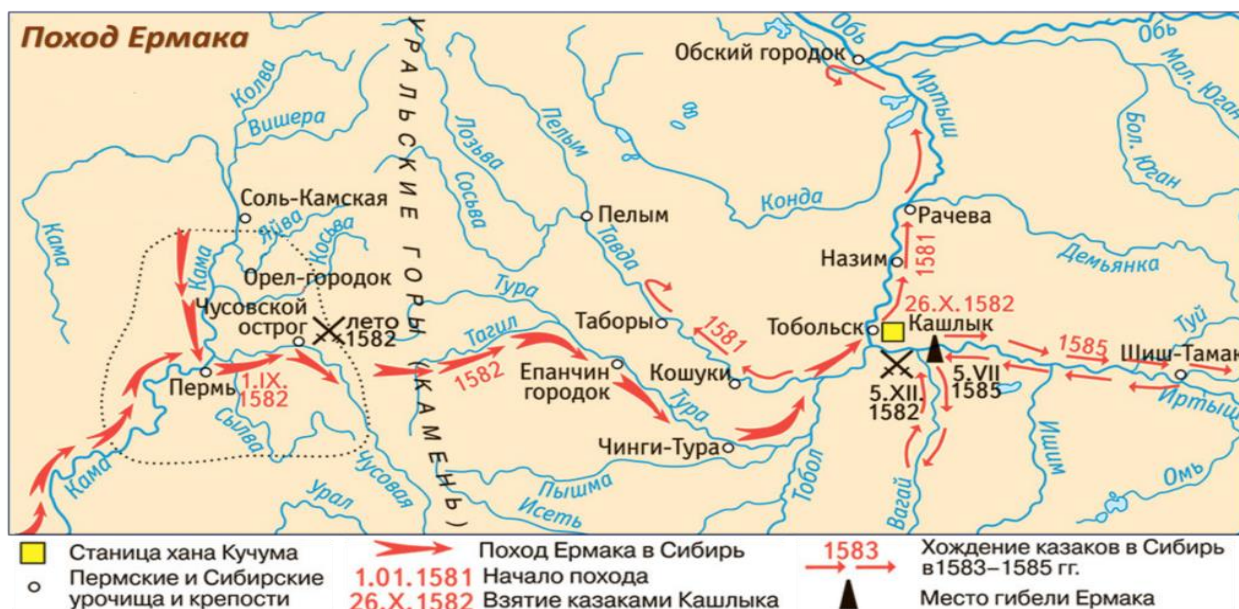 Поход Ермака
УРАЛЬСКИЕ ГОРЫ (КАМЕНЬ)
Обский городок
Обь
Обь
Иртыш
Мал. Юган
Бол. Юган
Колва
Вишера
Лозьва
Пелым
Сосьва
Конда
Соль-Камская
Яйва
Косьва
Кама
Кама
Пелым
Тавда
Рачева
Демьянка
Назим
1581
Орел-городок
Чусовской
острог
лето
1582
Тура
Тагил
1582
Таборы
1581
26.X.1582
Тобольск
Кашлык
1585
Туй
Шиш-Тамак
Иртыш
Пермь
1.IX.
1582
Епанчин
городок
Кошуки
5.XII.
1582
5.VII
1585
Тура
Чинги-Тура
Кама
Сылва
Чусовая
Урал
Пышма
Исеть
Тобол
Вагай
Ишим
Омь
Станица хана Кучума
Пермские и Сибирские
урочища и крепости
Поход Ермака в Сибирь
1.01.1581 Начало похода
26.X.1582 Взятие казаками Кашлыка
1583
Хождение казаков в Сибирь
в1583–1585 гг.
Место гибели Ермака